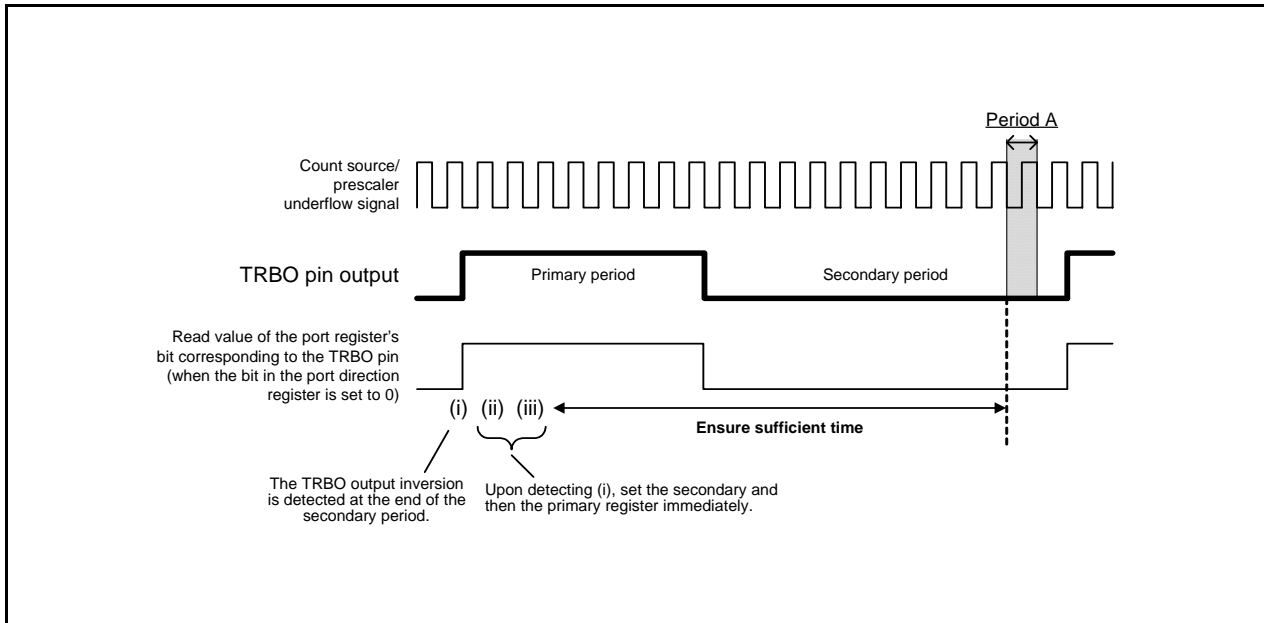 Period A
Count source/
prescaler
underflow signal
TRBO pin output
Primary period
Secondary period
Read value of the port register's
bit corresponding to the TRBO pin
(when the bit in the port direction
register is set to 0)
(i) (ii) (iii)
Ensure sufficient time
The TRBO output inversion
is detected at the end of the
secondary period.
Upon detecting (i), set the secondary and
then the primary register immediately.